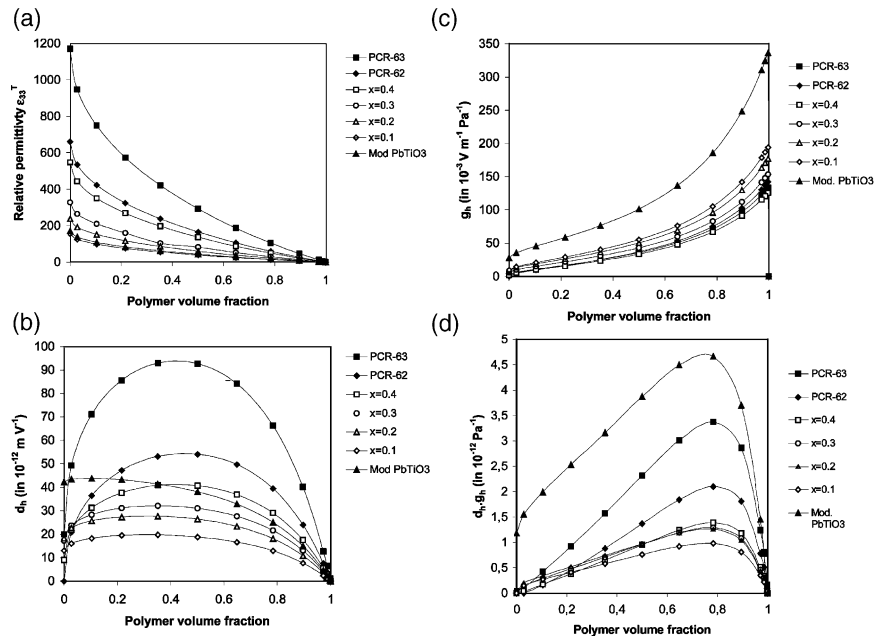 (a)
1200
1000
800
600
400
200
0
0
0.2
0.4
0.6
0.8
1
Relative permittivty ε33T
Polymer volume fraction
PCR-63
PCR-62
x=0.4
x=0.3
x=0.2
x=0.1
Mod PbTiO3
(c)
350
300
250
200
150
100
50
0
0
0.2
0.4
0.6
0.8
1
gh (in 10-3 V m-1 Pa-1)
Polymer volume fraction
PCR-63
PCR-62
x=0.4
x=0.3
x=0.2
x=0.1
Mod. PbTiO3
(b)
100
90
80
70
60
50
40
30
20
10
0
0
0.2
0.4
0.6
0.8
1
dh (in 10-12 m V-1)
Polymer volume fraction
PCR-63
PCR-62
x=0.4
x=0.3
x=0.2
x=0.1
Mod PbTiO3
(d)
5
4,5
4
3,5
3
2,5
2
1,5
1
0,5
0
0
0,2
0,4
0,6
0,8
1
dh.gh (in 10-12 Pa-1)
Polymer volume fraction
PCR-63
PCR-62
x=0.4
x=0.3
x=0.2
x=0.1
Mod.
PbTiO3